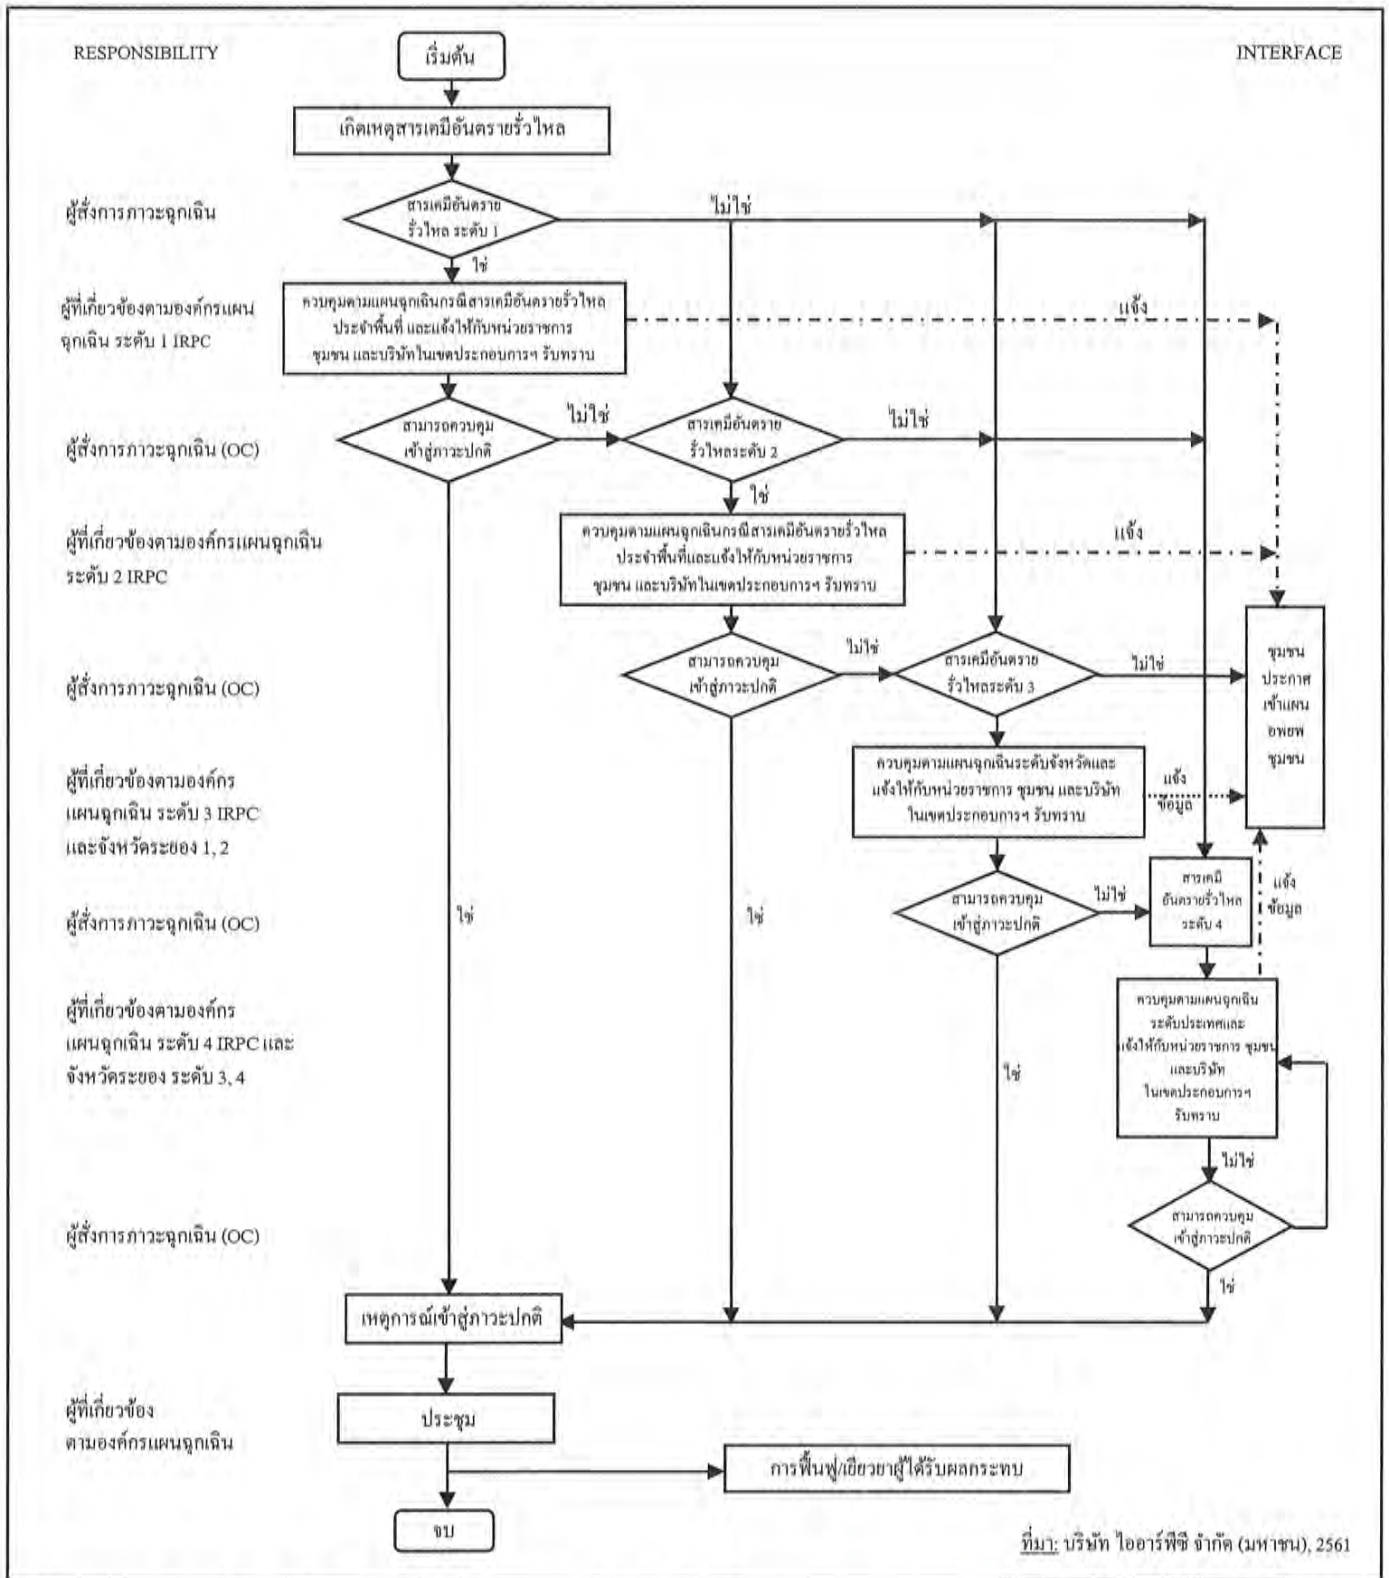 RESPONSIBILITY
INTERFACE
เริ่มต้น
เกิดเหตุสารเคมีอันตรายรั่วไหล
ผู้สั่งการภาวะฉุกเฉิน
สารเคมีอันตราย
รั่วไหล ระดับ 1
ไม่ใช่
ใช่
ผู้ที่เกี่ยวข้องตามองค์กรแผน
ฉุกเฉิน ระดับ 1 IRPC
ควบคุมตามแผนฉุกเฉินกรณีสารเคมีอันตรายรั่วไหล
ประจำพื้นที่ และแจ้งให้กับหน่วยราชการ
ชุมชน และบริษัทในเขตประกอบการฯ รับทราบ
แจ้ง
ผู้สั่งการภาวะฉุกเฉิน (OC)
สามารถควบคุม
เข้าสู่ภาวะปกติ
ไม่ใช่
สารเคมีอันตราย
รั่วไหลระดับ 2
ไม่ใช่
ใช่
ผู้ที่เกี่ยวข้องตามองค์กรแผนฉุกเฉิน
ระดับ 2 IRPC
ควบคุมตามแผนฉุกเฉินกรณีสารเคมีอันตรายรั่วไหล
ประจำพื้นที่และแจ้งให้กับหน่วยราชการ
ชุมชน และบริษัทในเขตประกอบการฯ รับทราบ
แจ้ง
ผู้สั่งการภาวะฉุกเฉิน (OC)
สามารถควบคุม
เข้าสู่ภาวะปกติ
ไม่ใช่
สารเคมีอันตราย
รั่วไหลระดับ 3
ไม่ใช่
ชุมชน
ประกาศ
เข้าแผน
อพยพ
ชุมชน
ผู้ที่เกี่ยวข้องตามองค์กร
แผนฉุกเฉิน ระดับ 3 IRPC
และจังหวัดระยอง 1, 2
ควบคุมตามแผนฉุกเฉินระดับจังหวัดและ
แจ้งให้กับหน่วยราชการ ชุมชน และบริษัท
ในเขตประกอบการฯ รับทราบ
แจ้ง
ข้อมูล
ผู้สั่งการภาวะฉุกเฉิน (OC)
ใช่
ใช่
สามารถควบคุม
เข้าสู่ภาวะปกติ
ไม่ใช่
สารเคมี
อันตรายรั่วไหล
ระดับ 4
แจ้ง
ข้อมูล
ผู้ที่เกี่ยวข้องตามองค์กร
แผนฉุกเฉิน ระดับ 4 IRPC และ
จังหวัดระยอง ระดับ 3, 4
ใช่
ควบคุมตามแผนฉุกเฉิน
ระดับประเทศและ
แจ้งให้กับหน่วยราชการ ชุมชน
และบริษัท
ในเขตประกอบการฯ
รับทราบ
ไม่ใช่
ผู้สั่งการภาวะฉุกเฉิน (OC)
สามารถควบคุม
เข้าสู่ภาวะปกติ
ใช่
เหตุการณ์เข้าสู่ภาวะปกติ
ผู้ที่เกี่ยวข้อง
ตามองค์กรแผนฉุกเฉิน
ประชุม
การฟื้นฟู/เยียวยาผู้ได้รับผลกระทบ
จบ
ที่มา: บริษัท ไออาร์พีซี จำกัด (มหาชน), 2561